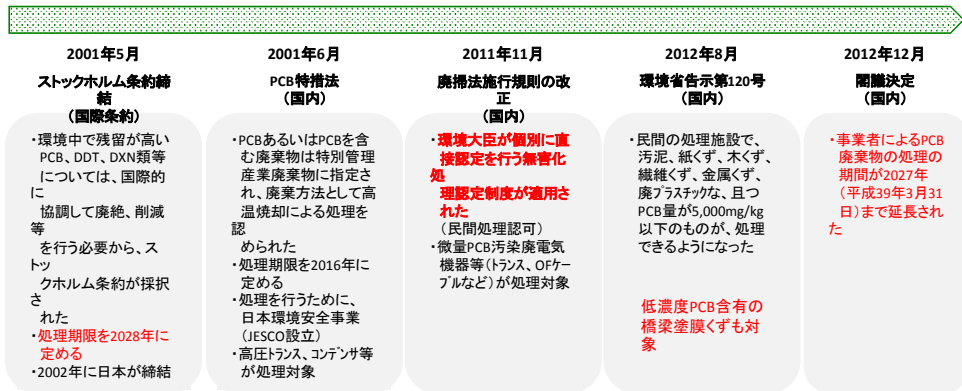 2001年5月
ストックホルム条約締
結
(国際条約)
・環境中で残留が高い
PCB、DDT、DXN類等
については、国際的
に
協調して廃絶、削減
等
を行う必要から、スト
ッ
クホルム条約が採択
さ
れた
・処理期限を2028年に
定める
・2002年に日本が締結
2001年6月
PCB特措法
(国内)
・PCBあるいはPCBを含
む廃棄物は特別管理
産業廃棄物に指定さ
れ、廃棄方法として高
温焼却による処理を
認
められた
・処理期限を2016年に
定める
・処理を行うために、
日本環境安全事業
(JESCO設立)
・高圧トランス、コンデンサ等
が処理対象
2011年11月
廃掃法施行規則の改
正
(国内)
・環境大臣が個別に直
接認定を行う無害化
処
理認定制度が適用さ
れた
(民間処理認可)
・微量PCB汚染廃電気
機器等(トランス、OFケー
ブルなど)が処理対象
2012年8月
環境省告示第120号
(国内)
・民間の処理施設で、
汚泥、紙くず、木くず、
繊維くず、金属くず、
廃プラスチックな、且つ
PCB量が5,000mg/kg
以下のものが、処理
できるようになった
低濃度PCB含有の
橋梁塗膜くずも対
象
2012年12月
閣議決定
(国内)
・事業者によるPCB
廃棄物の処理の
期間が2027年
(平成39年3月31
日)まで延長され
た